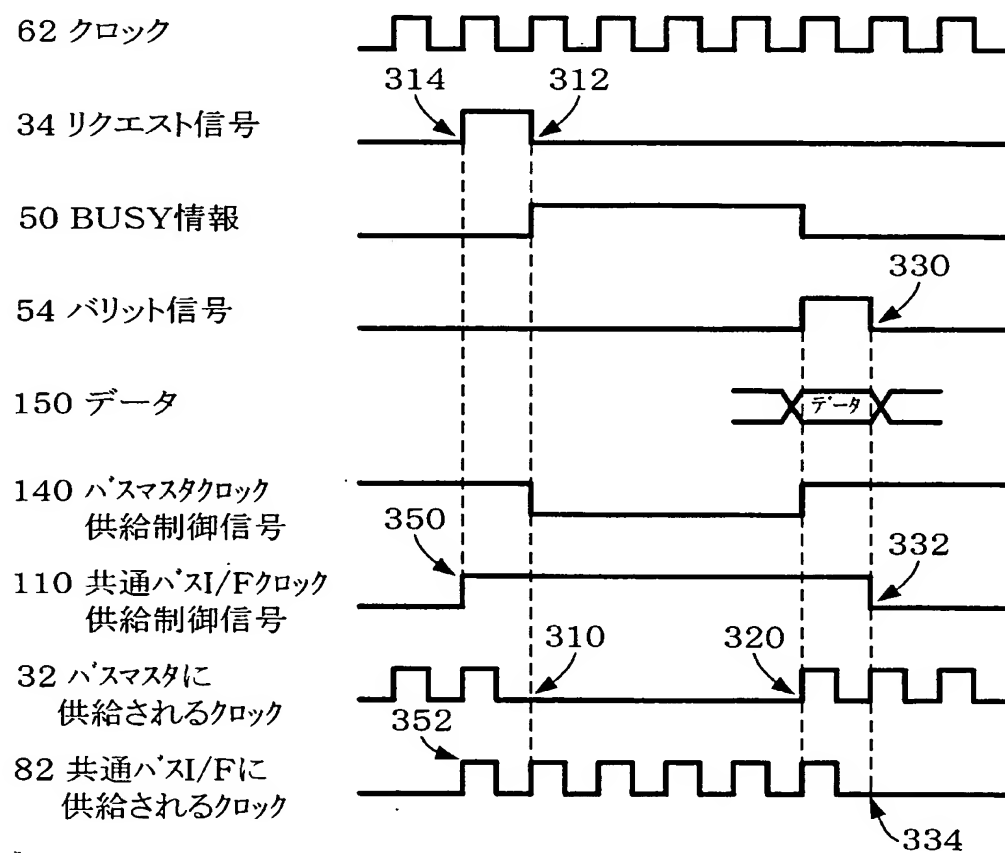 62 クロック
314
312
34 リクエスト信号
50 BUSY情報
330
54 バリット信号
150 データ
データ
140 バスマスタクロック
供給制御信号
350
332
110 共通バスI/Fクロック
供給制御信号
310
320
32 バスマスタに
供給されるクロック
352
82 共通バスI/Fに
供給されるクロック
334